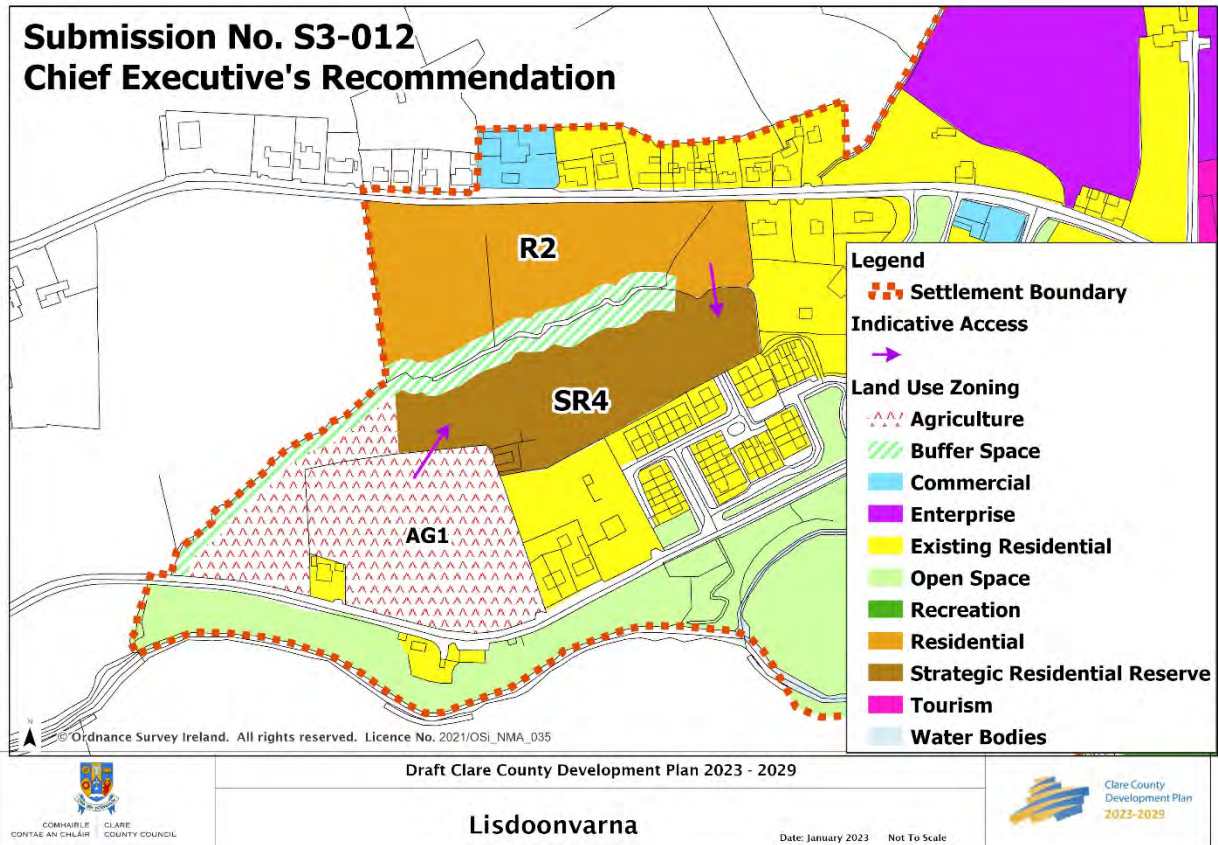 Submission No. S3-012
Chief Executive's Recommendation
R2
SR4
AG1
Legend
Settlement Boundary
Indicative Access
Land Use Zoning
Agriculture
Buffer Space
Commercial
Enterprise
Existing Residential
Open Space
Recreation
Residential
Strategic Residential Reserve
Tourism
Water Bodies
N
© Ordnance Survey Ireland. All rights reserved. Licence No. 2021/OSi_NMA_035
COMHAIRLE CONTAE AN CHLÁIR
CLARE COUNTY COUNCIL
Draft Clare County Development Plan 2023 - 2029
Lisdoonvarna
Date: January 2023 Not To Scale
Clare County
Development Plan
2023-2029